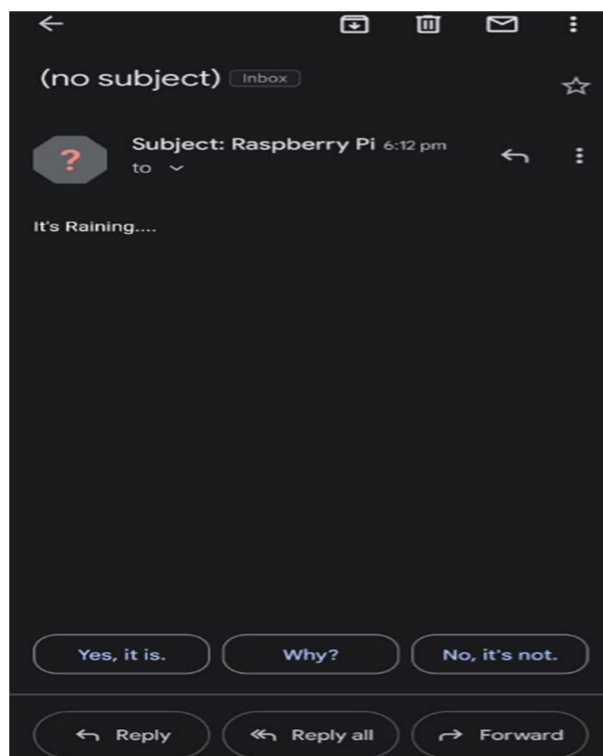 (no subject) Inbox
?
Subject: Raspberry Pi 6:12 pm
to
It's Raining....
Yes, it is. Why? No, it's not.
Reply Reply all Forward